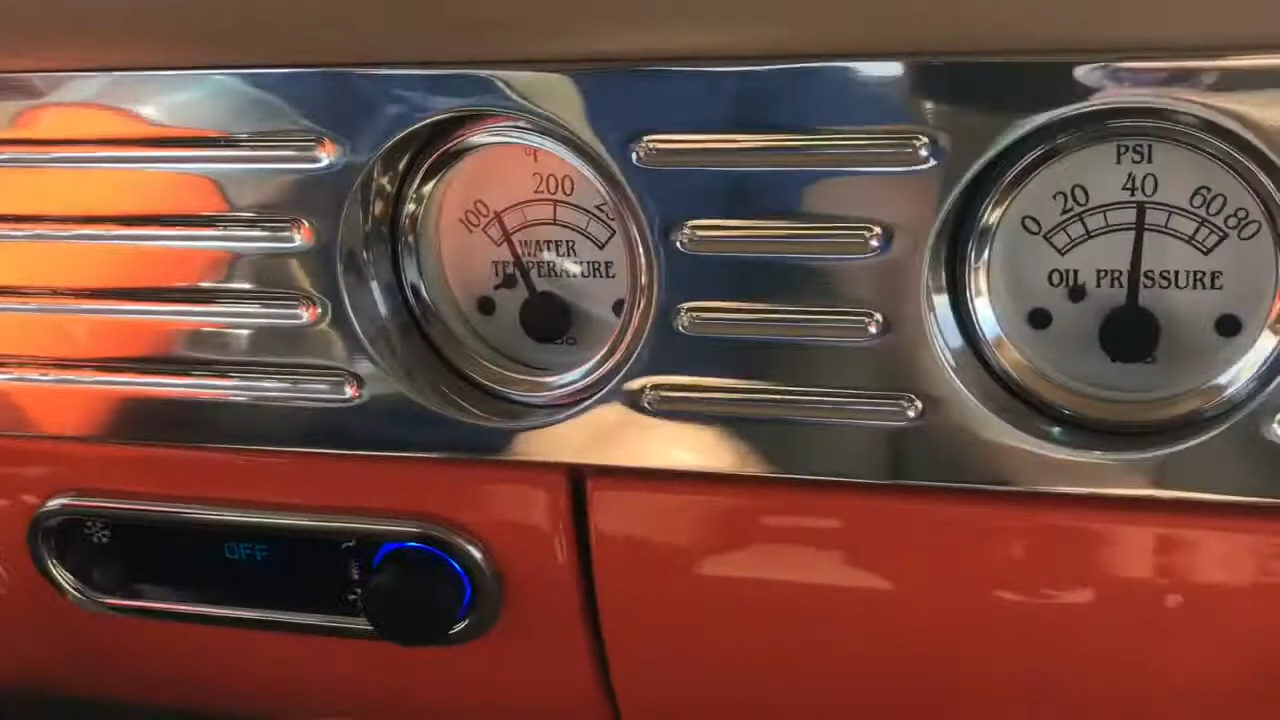 °F
100 200
WATER
TEMPERATURE
PSI
0 20 40 60 80
OIL PRESSURE
OFF